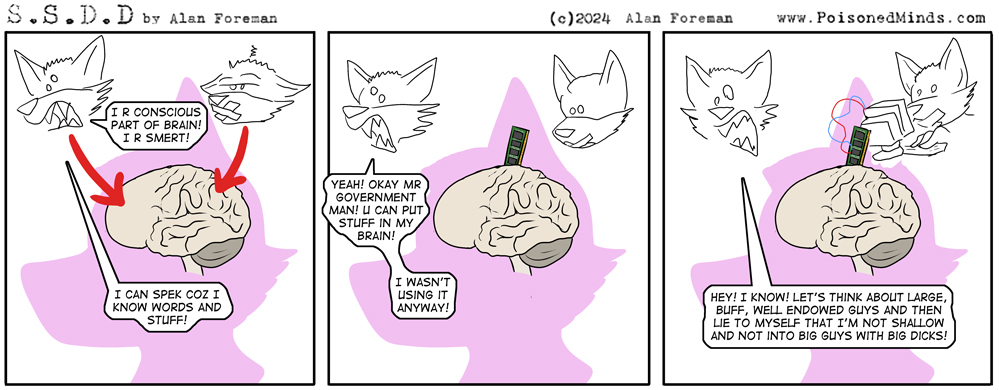 S.S.D.D by Alan Foreman (c)2024 Alan Foreman www.PoisonedMinds.com
I R CONSCIOUS
PART OF BRAIN!
I R SMERT!
I CAN SPEK COZ I
KNOW WORDS AND
STUFF!
YEAH! OKAY MR
GOVERNMENT
MAN! U CAN PUT
STUFF IN MY
BRAIN!
I WASN'T
USING IT
ANYWAY!
HEY! I KNOW! LET'S THINK ABOUT LARGE,
BUFF, WELL ENDOWED GUYS AND THEN
LIE TO MYSELF THAT I'M NOT SHALLOW
AND NOT INTO BIG GUYS WITH BIG DICKS!